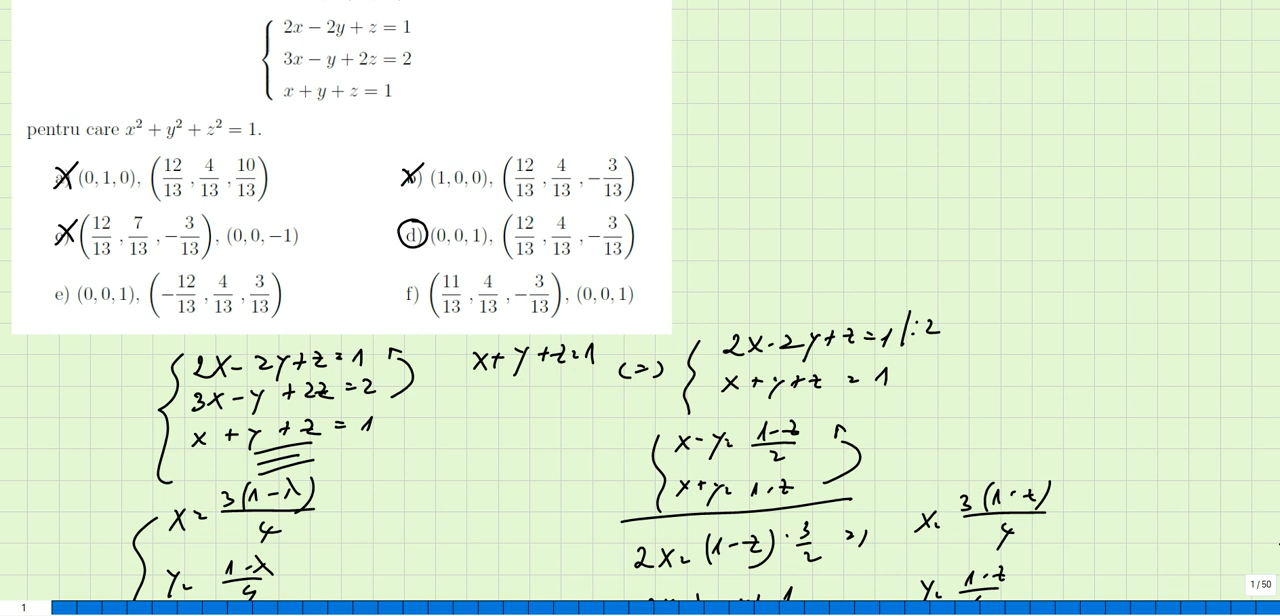 2x − 2y + z = 1
3x − y + 2z = 2
x + y + z = 1
pentru care x² + y² + z² = 1.
a) (0, 1, 0), (12/13, 4/13, 10/13)
b) (1, 0, 0), (12/13, 4/13, −3/13)
c) (12/13, 7/13, −3/13), (0, 0, −1)
d) (0, 0, 1), (12/13, 4/13, −3/13)
e) (0, 0, 1), (−12/13, 4/13, 3/13)
f) (11/13, 4/13, −3/13), (0, 0, 1)
2x - 2y + z = 1
3x - y + 2z = 2
x + y + z = 1
x = 3(1-λ)/4
y = 1-λ/4
x + y + z = 1 (=)
2x - 2y + z = 1 /:2
x + y + z = 1
x - y = 1-z/2
x + y = 1-z
2x = (1-z) · 3/2 =)
x = 3(1-z)/4
y = 1-z
1 / 50
1